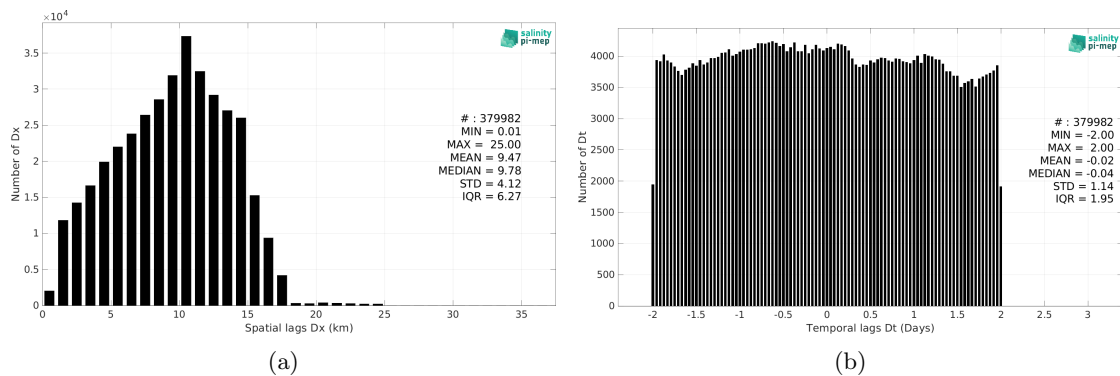 ×10⁴
3.5
3
2.5
2
1.5
1
0.5
0
Number of Dx
0 5 10 15 20 25 30 35
Spatial lags Dx (km)
salinity
pi-mep
# : 379982
MIN = 0.01
MAX = 25.00
MEAN = 9.47
MEDIAN = 9.78
STD = 4.12
IQR = 6.27
(a)
4000
3500
3000
2500
2000
1500
1000
500
0
Number of Dt
-2 -1.5 -1 -0.5 0 0.5 1 1.5 2 2.5 3
Temporal lags Dt (Days)
salinity
pi-mep
# : 379982
MIN = -2.00
MAX = 2.00
MEAN = -0.02
MEDIAN = -0.04
STD = 1.14
IQR = 1.95
(b)